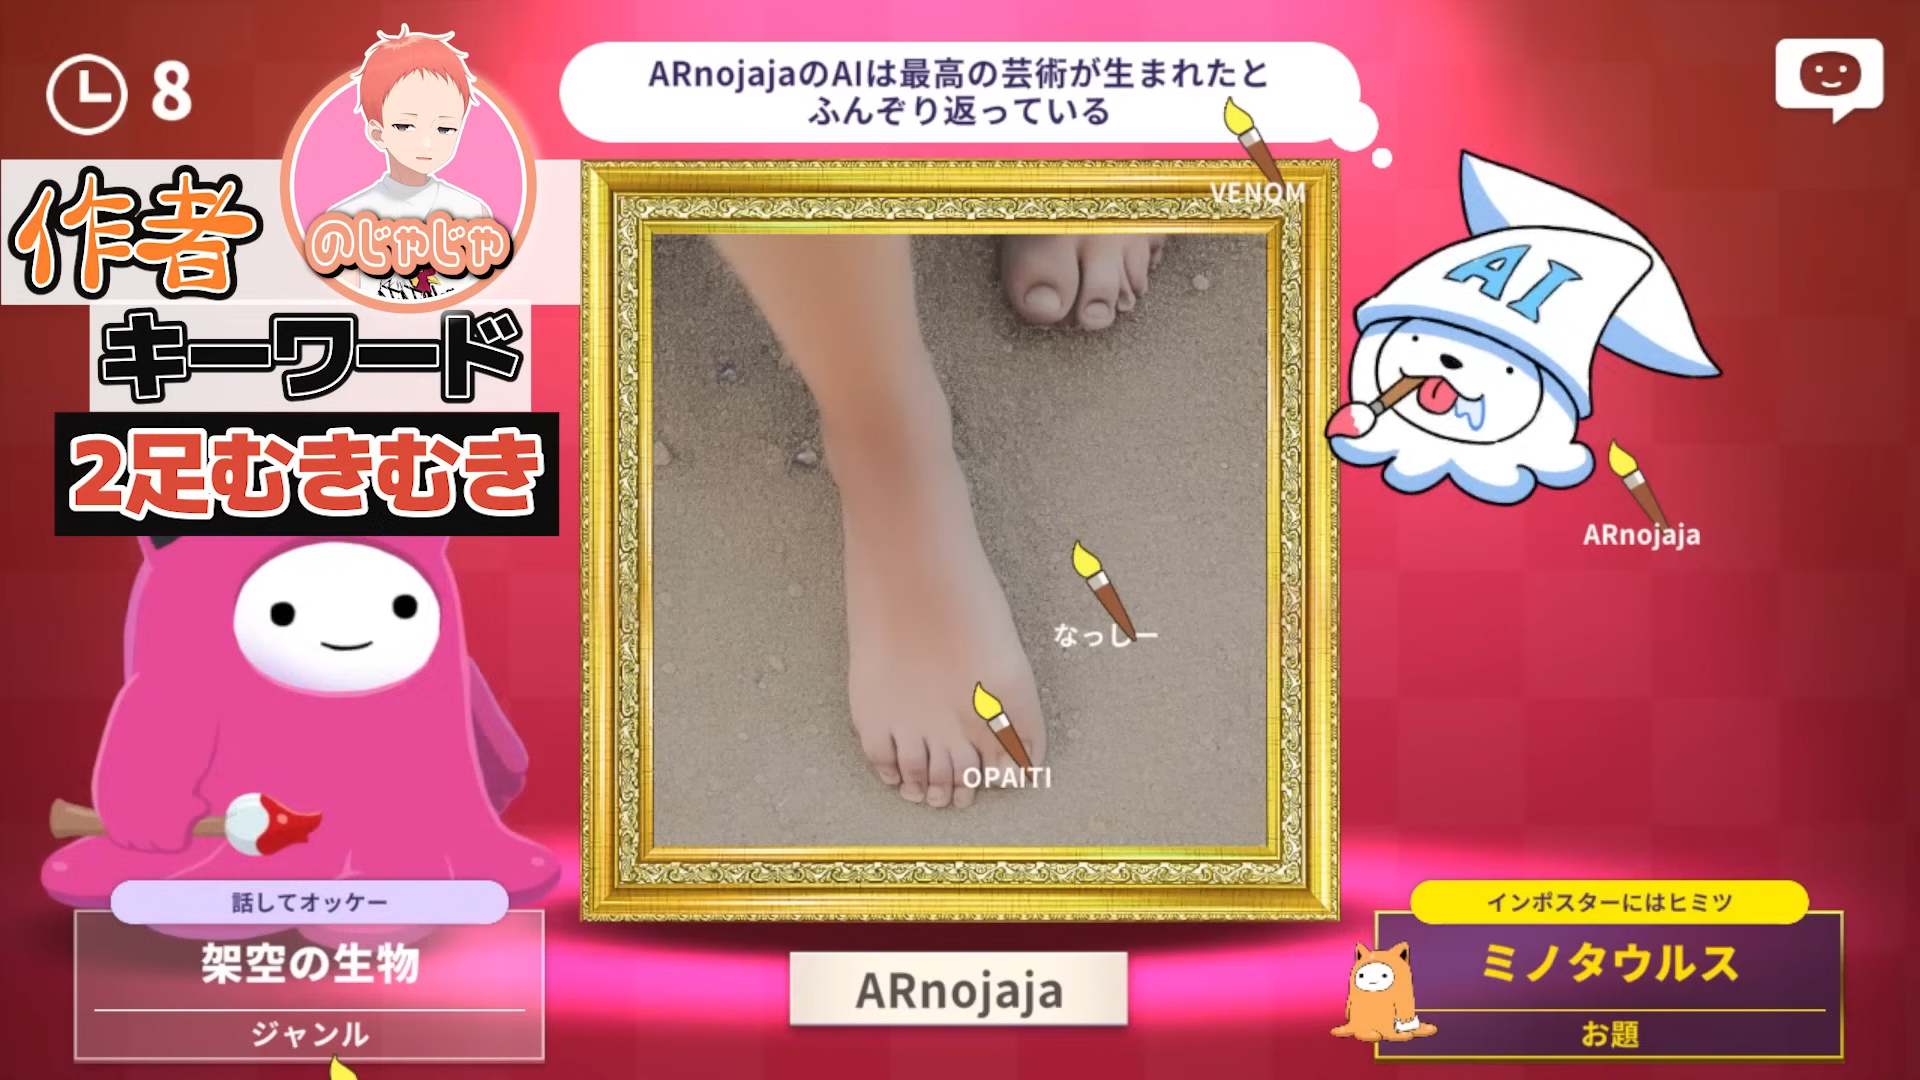 8
ARnojajaのAIは最高の芸術が生まれたと
ふんぞり返っている
VENOM
作者
のじゃじゃ
キーワード
2足むきむき
AI
ARnojaja
なっしー
OPAITI
話してオッケー
架空の生物
ジャンル
ARnojaja
インポスターにはヒミツ
ミノタウルス
お題